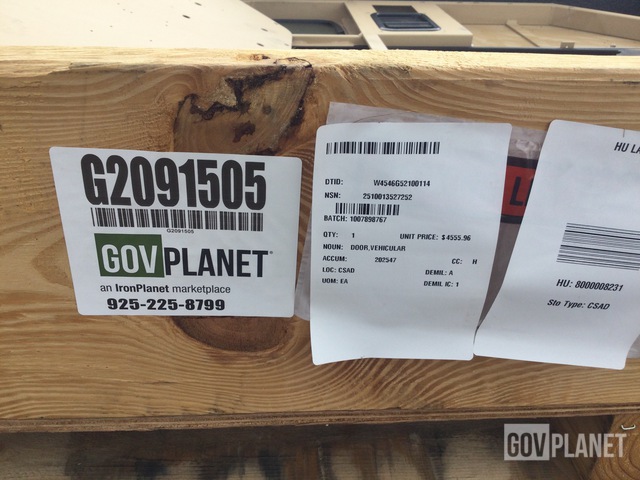 G2091505
G2091505
GOVPLANET
an IronPlanet marketplace
925-225-8799
DTID: W4546G52100114
NSN: 2510013527252
BATCH: 1007898767
QTY: 1 UNIT PRICE: $ 4555.96
NOUN: DOOR,VEHICULAR
ACCUM: 202547 CC: H
LOC: CSAD DEMIL: A
UOM: EA DEMIL IC: 1
HU LA
HU: 8000008231
Sto Type: CSAD
GOVPLANET